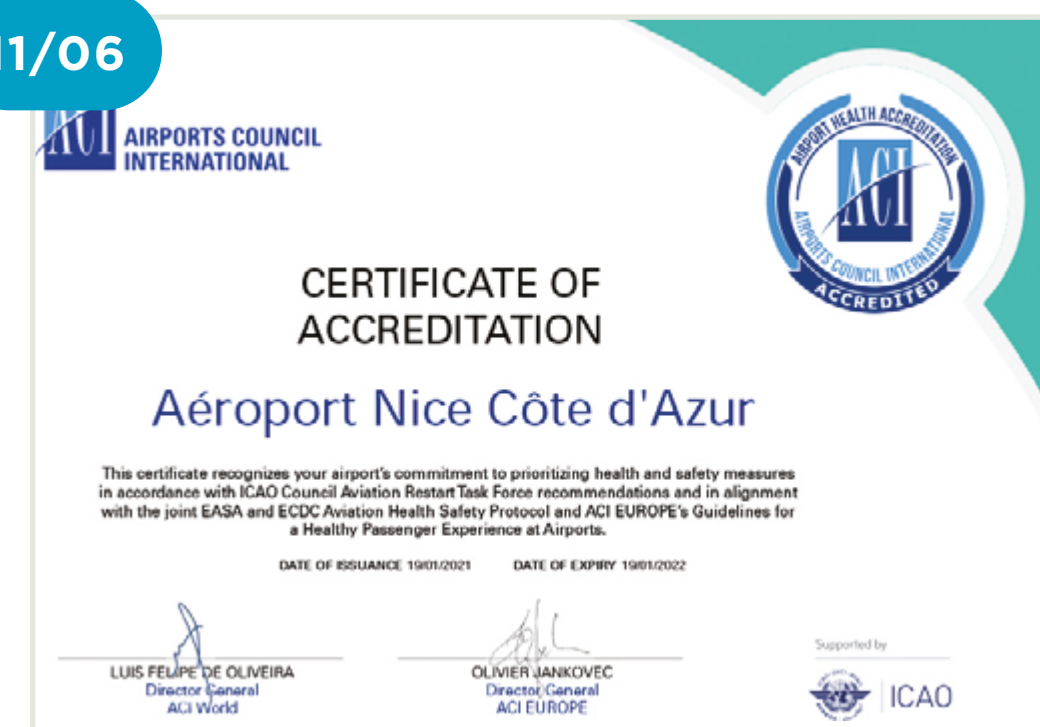 11/06
ACI AIRPORTS COUNCIL
INTERNATIONAL
AIRPORT HEALTH ACCREDITATION
ACI
AIRPORTS COUNCIL INTERNATIONAL
ACCREDITED
CERTIFICATE OF
ACCREDITATION
Aéroport Nice Côte d'Azur
This certificate recognizes your airport's commitment to prioritizing health and safety measures
in accordance with ICAO Council Aviation Restart Task Force recommendations and in alignment
with the joint EASA and ECDC Aviation Health Safety Protocol and ACI EUROPE's Guidelines for
a Healthy Passenger Experience at Airports.
DATE OF ISSUANCE 19/01/2021 DATE OF EXPIRY 19/01/2022
LUIS FELIPE DE OLIVEIRA
Director General
ACI World
OLIVIER JANKOVEC
Director General
ACI EUROPE
Supported by
ICAO